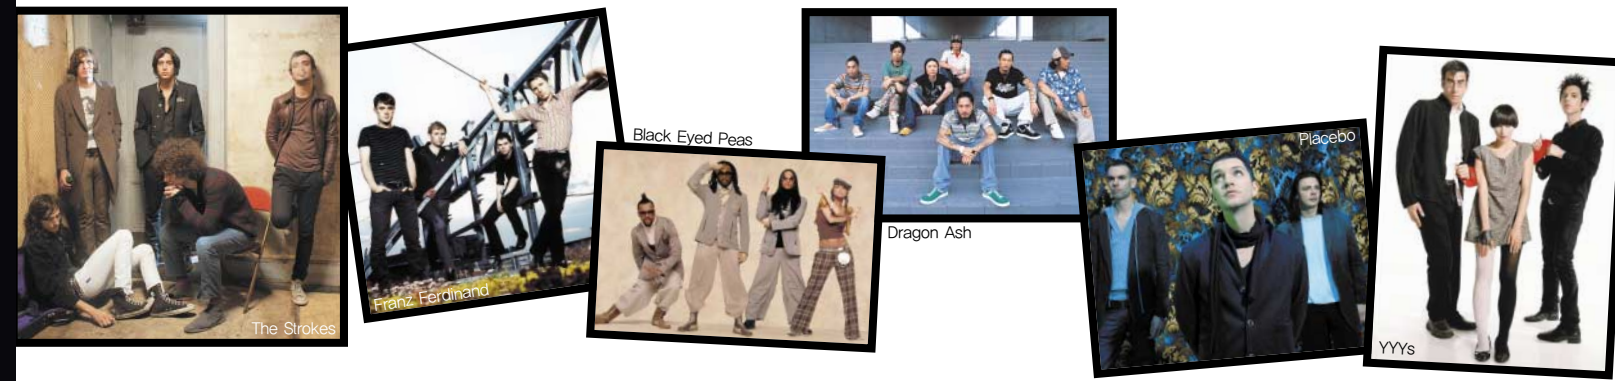 The Strokes
Franz Ferdinand
Black Eyed Peas
Dragon Ash
Placebo
YYYs